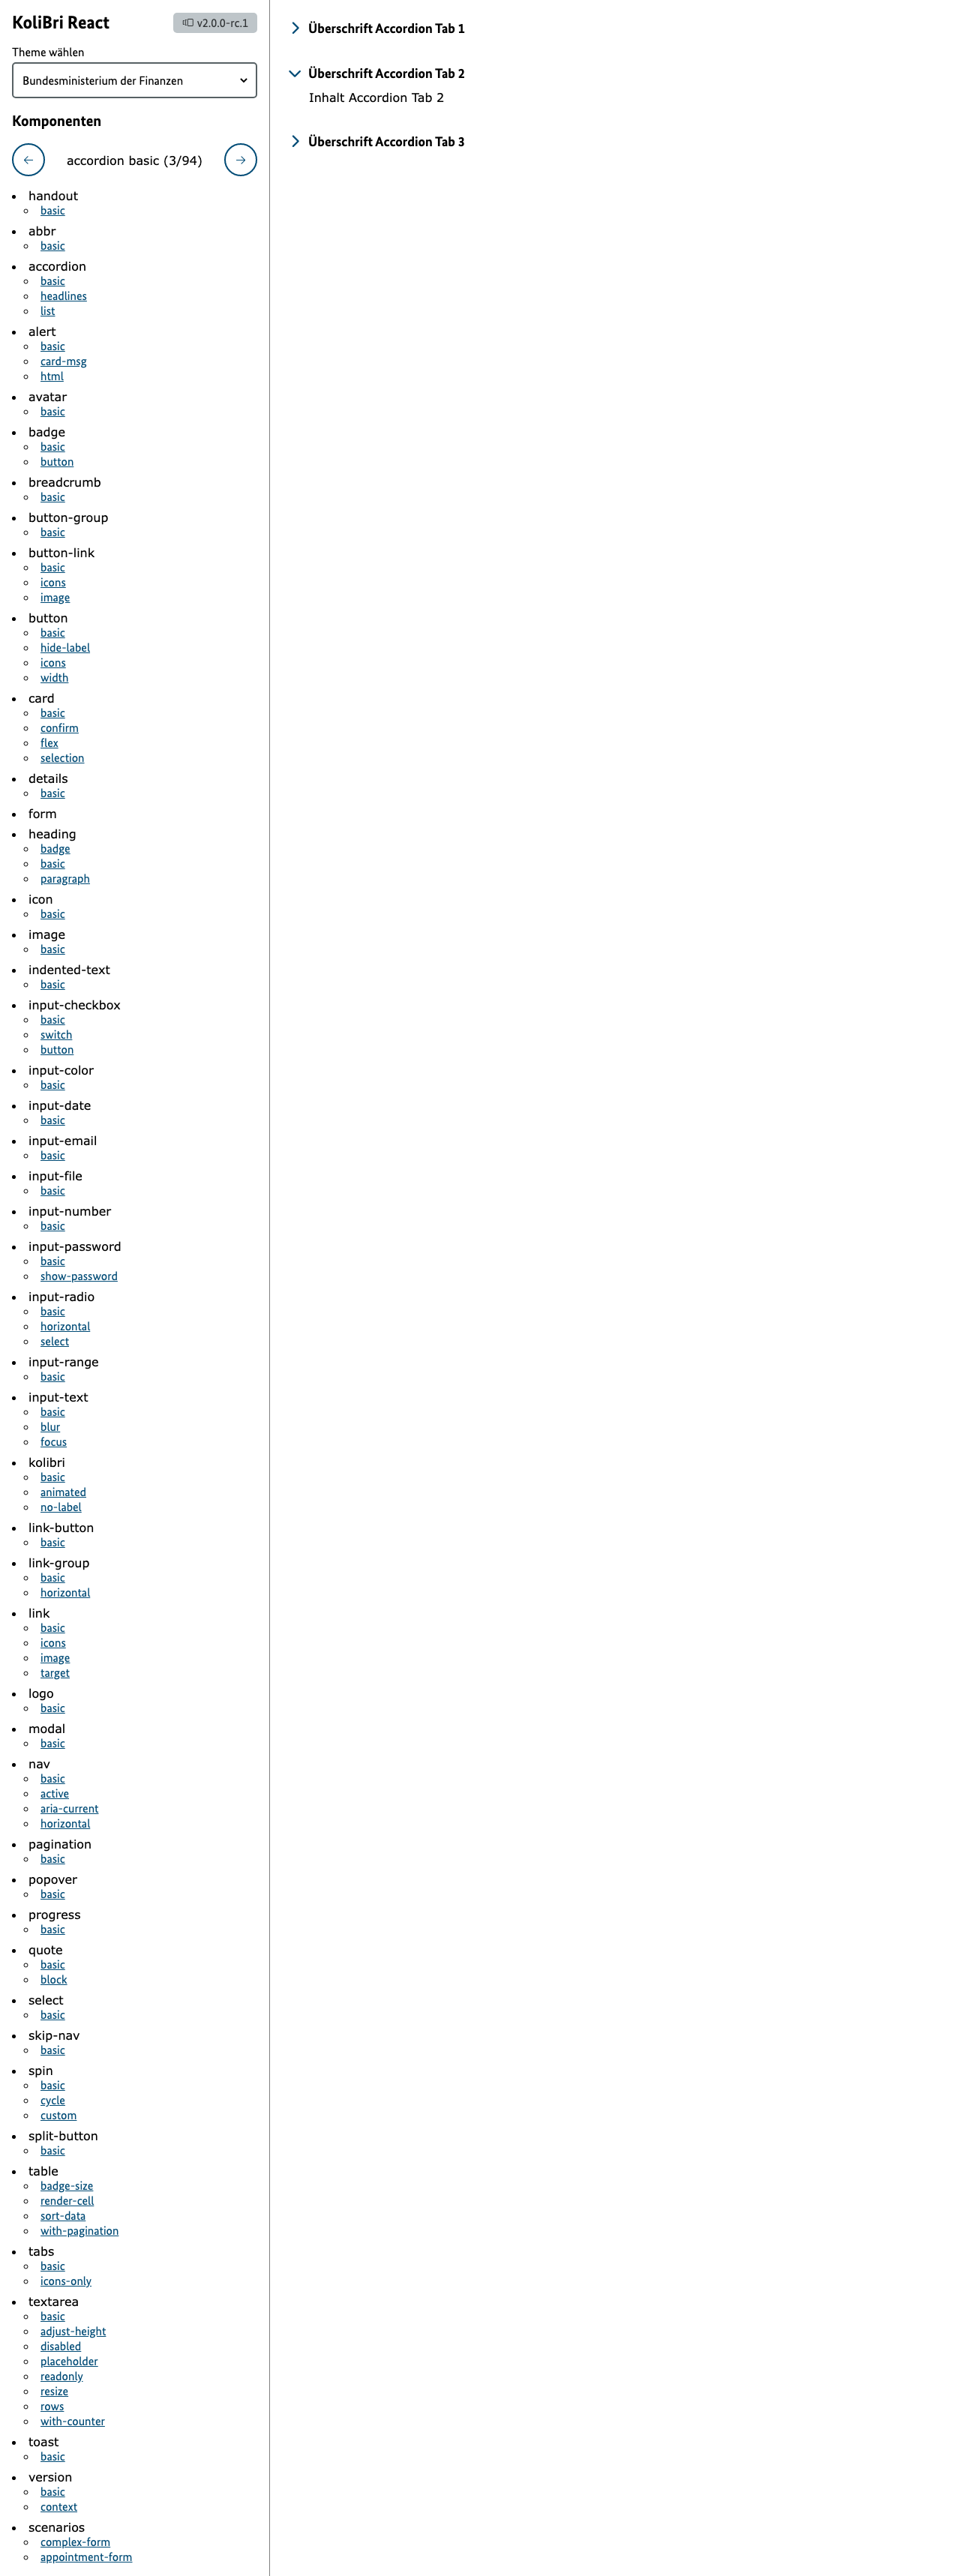 KoliBri React
v2.0.0-rc.1
Theme wählen
Bundesministerium der Finanzen
Komponenten
accordion basic (3/94)
handout
basic
abbr
basic
accordion
basic
headlines
list
alert
basic
card-msg
html
avatar
basic
badge
basic
button
breadcrumb
basic
button-group
basic
button-link
basic
icons
image
button
basic
hide-label
icons
width
card
basic
confirm
flex
selection
details
basic
form
heading
badge
basic
paragraph
icon
basic
image
basic
indented-text
basic
input-checkbox
basic
switch
button
input-color
basic
input-date
basic
input-email
basic
input-file
basic
input-number
basic
input-password
basic
show-password
input-radio
basic
horizontal
select
input-range
basic
input-text
basic
blur
focus
kolibri
basic
animated
no-label
link-button
basic
link-group
basic
horizontal
link
basic
icons
image
target
logo
basic
modal
basic
nav
basic
active
aria-current
horizontal
pagination
basic
popover
basic
progress
basic
quote
basic
block
select
basic
skip-nav
basic
spin
basic
cycle
custom
split-button
basic
table
badge-size
render-cell
sort-data
with-pagination
tabs
basic
icons-only
textarea
basic
adjust-height
disabled
placeholder
readonly
resize
rows
with-counter
toast
basic
version
basic
context
scenarios
complex-form
appointment-form
Überschrift Accordion Tab 1
Überschrift Accordion Tab 2
Inhalt Accordion Tab 2
Überschrift Accordion Tab 3